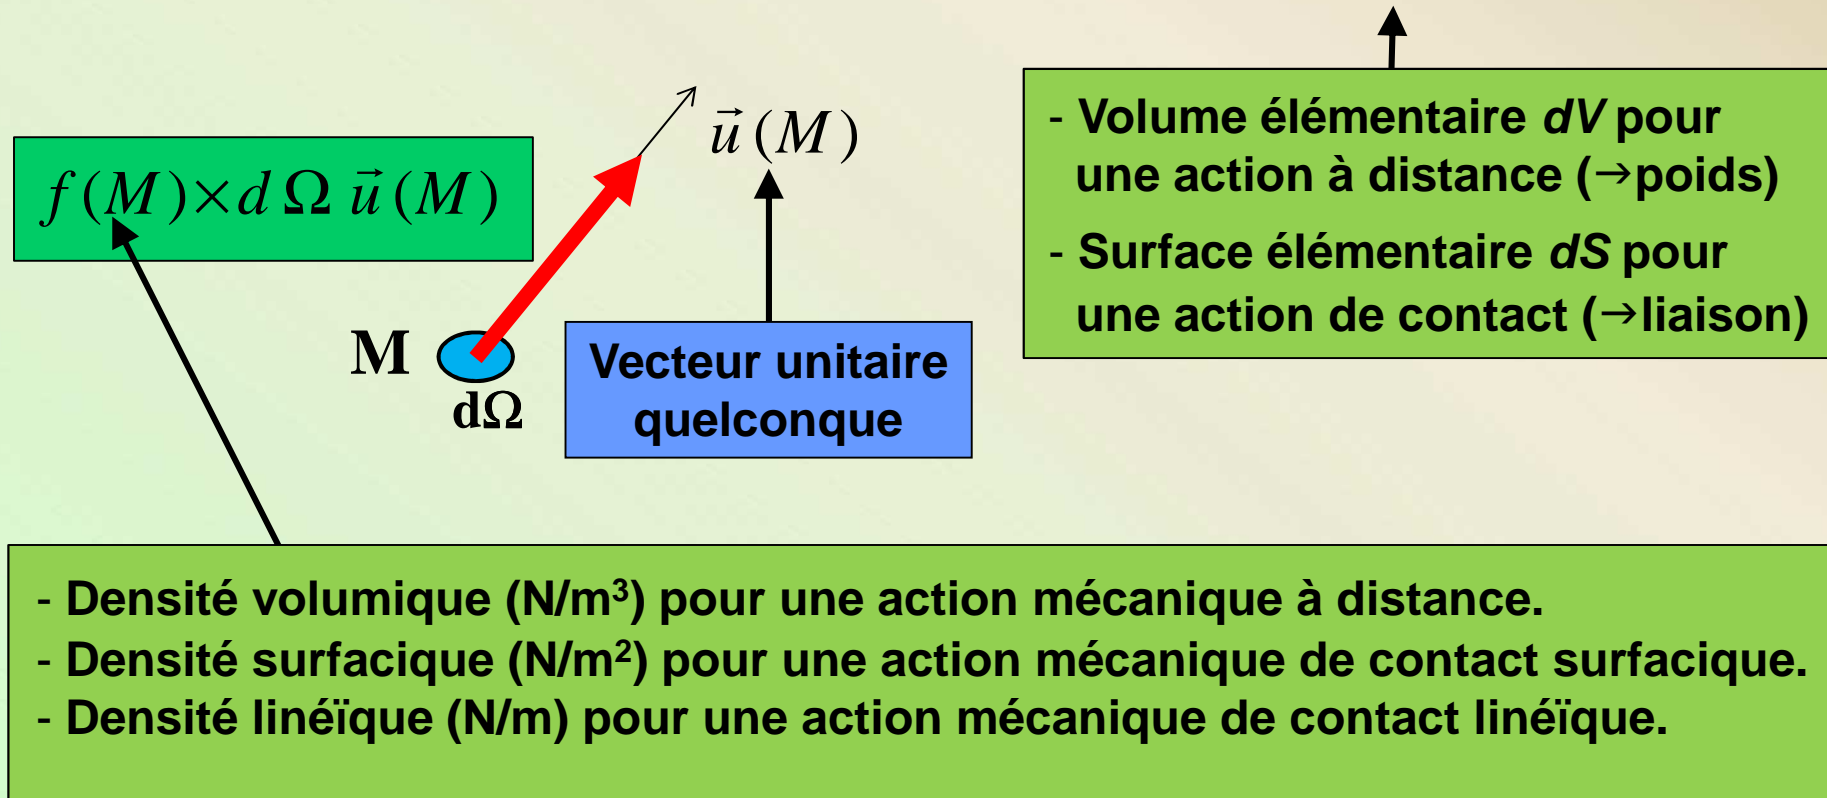 f(M)×d Ω u⃗(M)
u⃗(M)
M
dΩ
Vecteur unitaire
quelconque
- Volume élémentaire dV pour
une action à distance (→poids)
- Surface élémentaire dS pour
une action de contact (→liaison)
- Densité volumique (N/m³) pour une action mécanique à distance.
- Densité surfacique (N/m²) pour une action mécanique de contact surfacique.
- Densité linéïque (N/m) pour une action mécanique de contact linéïque.